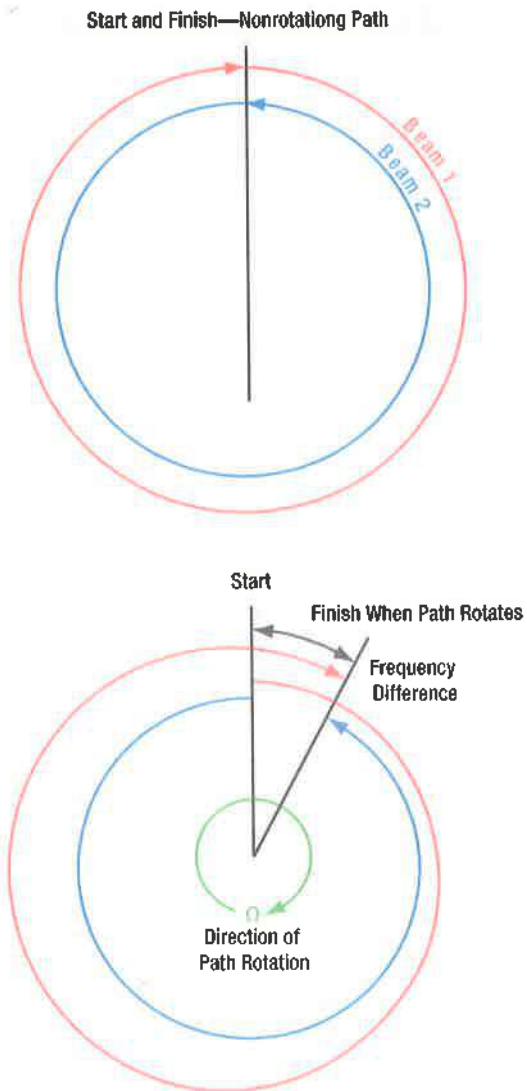 Start and Finish—Nonrotationg Path
Beam 1
Beam 2
Start
Finish When Path Rotates
Frequency
Difference
Ω
Direction of
Path Rotation